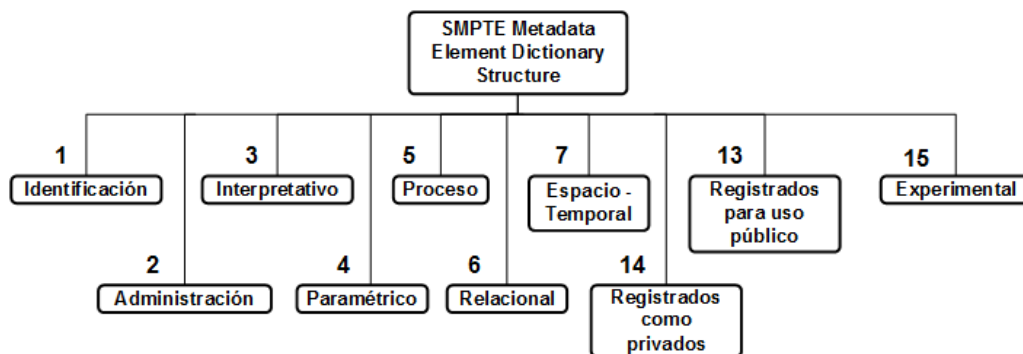 SMPTE Metadata
Element Dictionary
Structure
1
3
5
7
13
15
Identificación
Interpretativo
Proceso
Espacio -
Temporal
Registrados
para uso
público
Experimental
2
4
6
14
Administración
Paramétrico
Relacional
Registrados
como
privados